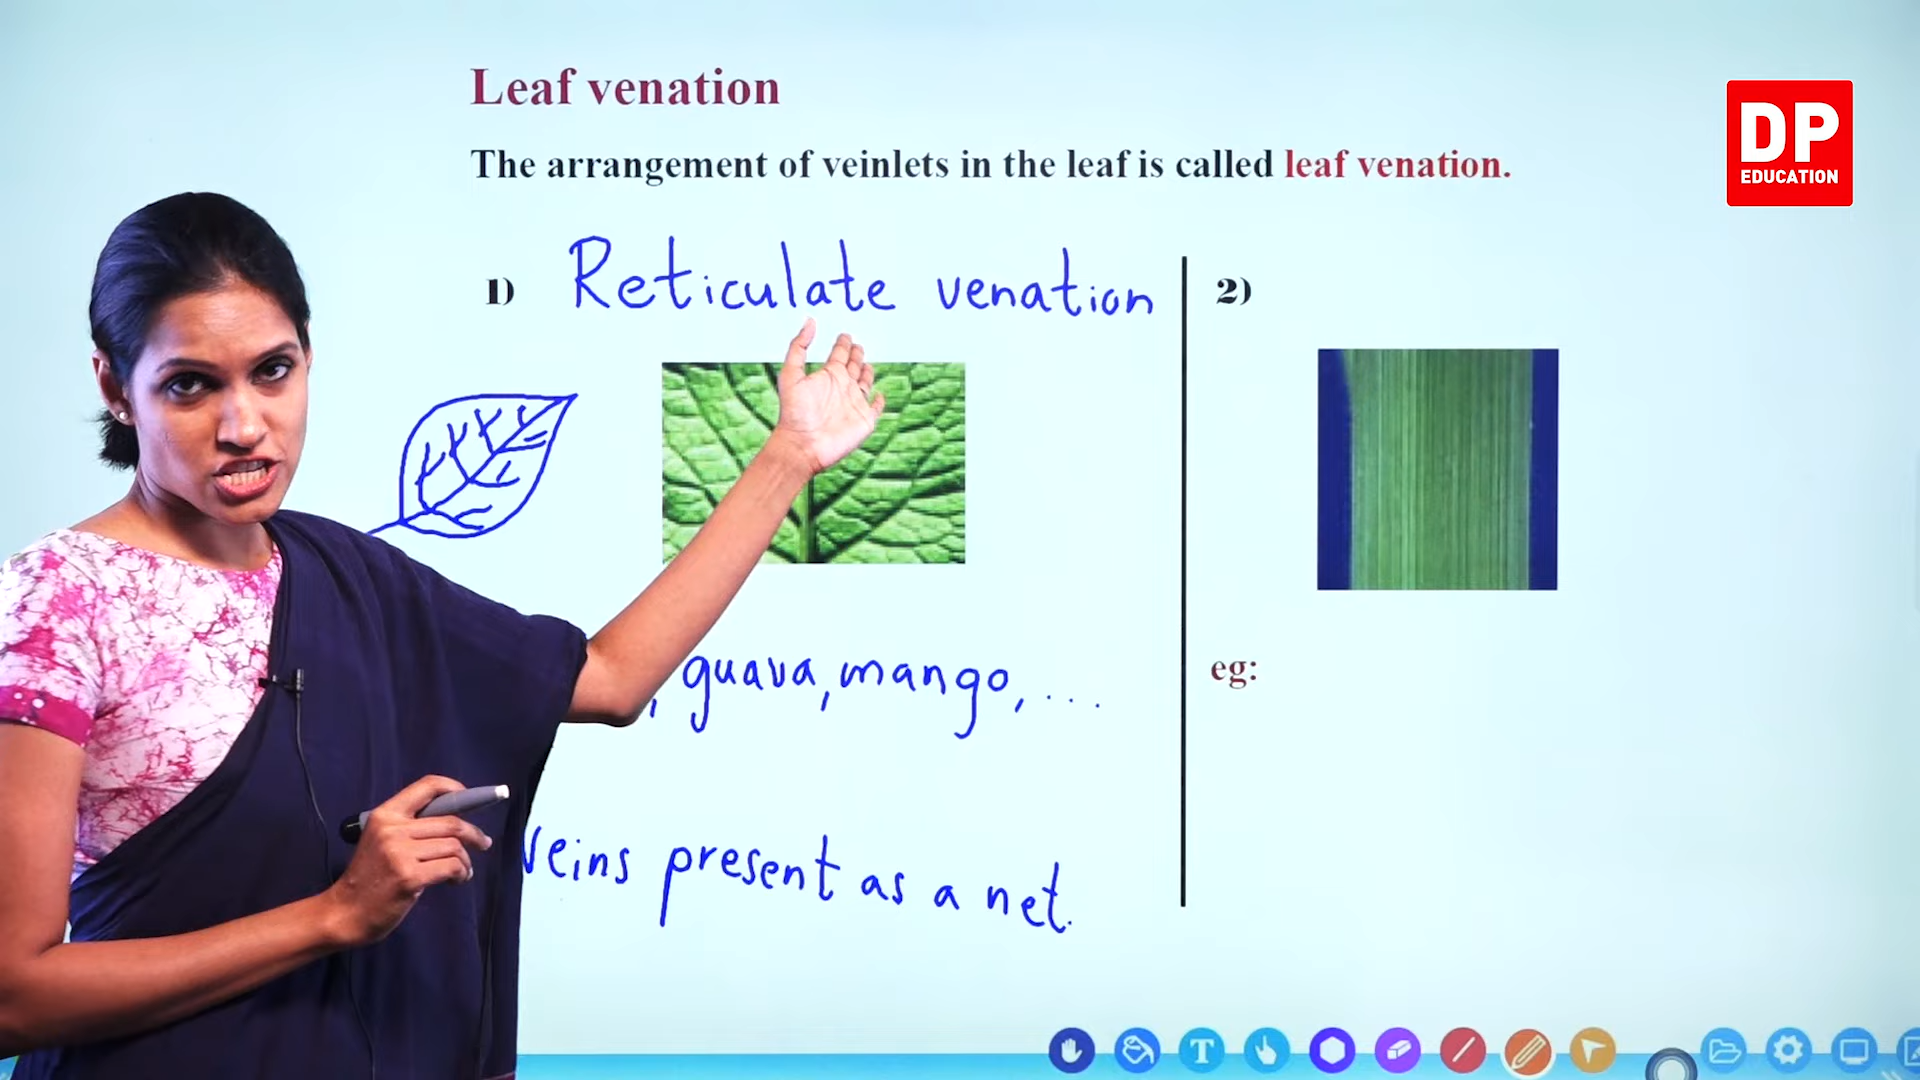 Leaf venation
DP
EDUCATION
The arrangement of veinlets in the leaf is called leaf venation.
1) Reticulate venation
2)
, guava, mango, ...
eg:
veins present as a net.
T